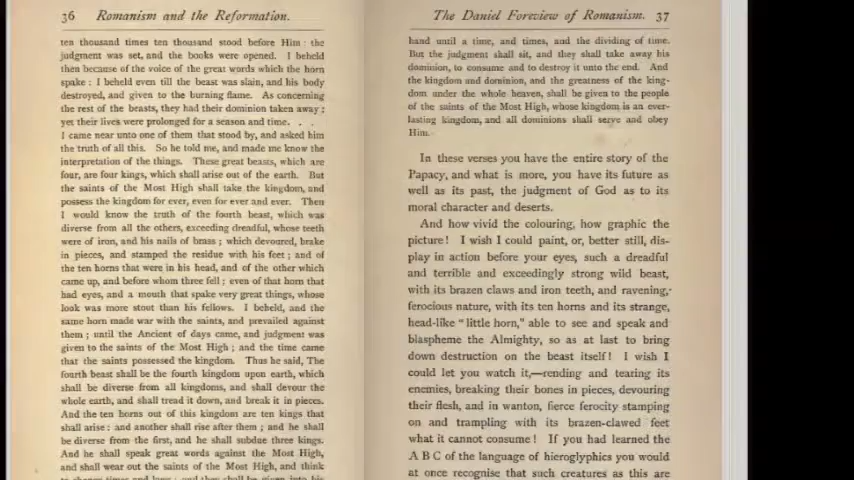 36 Romanism and the Reformation.
ten thousand times ten thousand stood before Him: the
judgment was set, and the books were opened. I beheld
then because of the voice of the great words which the horn
spake: I beheld even till the beast was slain, and his body
destroyed, and given to the burning flame. As concerning
the rest of the beasts, they had their dominion taken away;
yet their lives were prolonged for a season and time. . .
I came near unto one of them that stood by, and asked him
the truth of all this. So he told me, and made me know the
interpretation of the things. These great beasts, which are
four, are four kings, which shall arise out of the earth. But
the saints of the Most High shall take the kingdom, and
possess the kingdom for ever, even for ever and ever. Then
I would know the truth of the fourth beast, which was
diverse from all the others, exceeding dreadful, whose teeth
were of iron, and his nails of brass; which devoured, brake
in pieces, and stamped the residue with his feet; and of
the ten horns that were in his head, and of the other which
came up, and before whom three fell; even of that horn that
had eyes, and a mouth that spake very great things, whose
look was more stout than his fellows. I beheld, and the
same horn made war with the saints, and prevailed against
them; until the Ancient of days came, and judgment was
given to the saints of the Most High; and the time came
that the saints possessed the kingdom. Thus he said, The
fourth beast shall be the fourth kingdom upon earth, which
shall be diverse from all kingdoms, and shall devour the
whole earth, and shall tread it down, and break it in pieces.
And the ten horns out of this kingdom are ten kings that
shall arise: and another shall rise after them; and he shall
be diverse from the first, and he shall subdue three kings.
And he shall speak great words against the Most High,
and shall wear out the saints of the Most High, and think
The Daniel Foreview of Romanism. 37
hand until a time, and times, and the dividing of time.
But the judgment shall sit, and they shall take away his
dominion, to consume and to destroy it unto the end. And
the kingdom and dominion, and the greatness of the king-
dom under the whole heaven, shall be given to the people
of the saints of the Most High, whose kingdom is an ever-
lasting kingdom, and all dominions shall serve and obey
Him.
In these verses you have the entire story of the
Papacy, and what is more, you have its future as
well as its past, the judgment of God as to its
moral character and deserts.
And how vivid the colouring, how graphic the
picture! I wish I could paint, or, better still, dis-
play in action before your eyes, such a dreadful
and terrible and exceedingly strong wild beast,
with its brazen claws and iron teeth, and ravening,
ferocious nature, with its ten horns and its strange,
head-like "little horn," able to see and speak and
blaspheme the Almighty, so as at last to bring
down destruction on the beast itself! I wish I
could let you watch it,—rending and tearing its
enemies, breaking their bones in pieces, devouring
their flesh, and in wanton, fierce ferocity stamping
on and trampling with its brazen-clawed feet
what it cannot consume! If you had learned the
A B C of the language of hieroglyphics you would
at once recognise that such creatures as this are